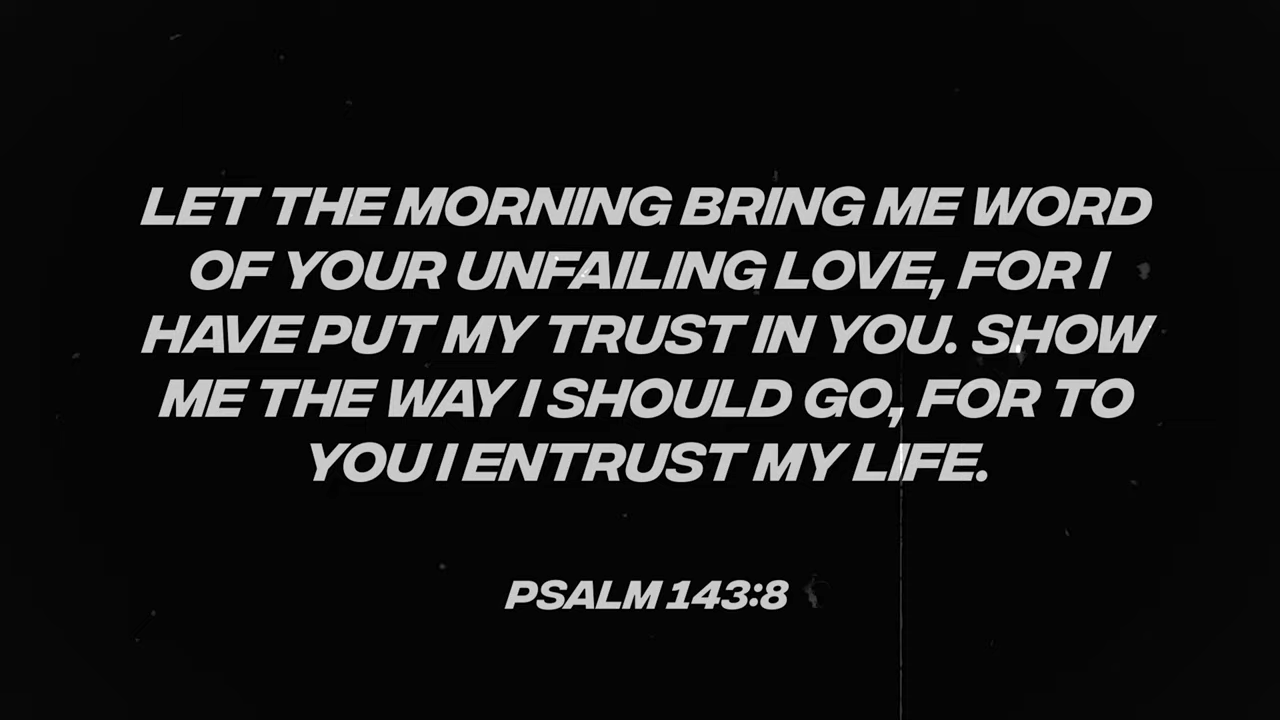 LET THE MORNING BRING ME WORD
OF YOUR UNFAILING LOVE, FOR I
HAVE PUT MY TRUST IN YOU. SHOW
ME THE WAY I SHOULD GO, FOR TO
YOU I ENTRUST MY LIFE.
PSALM 143:8